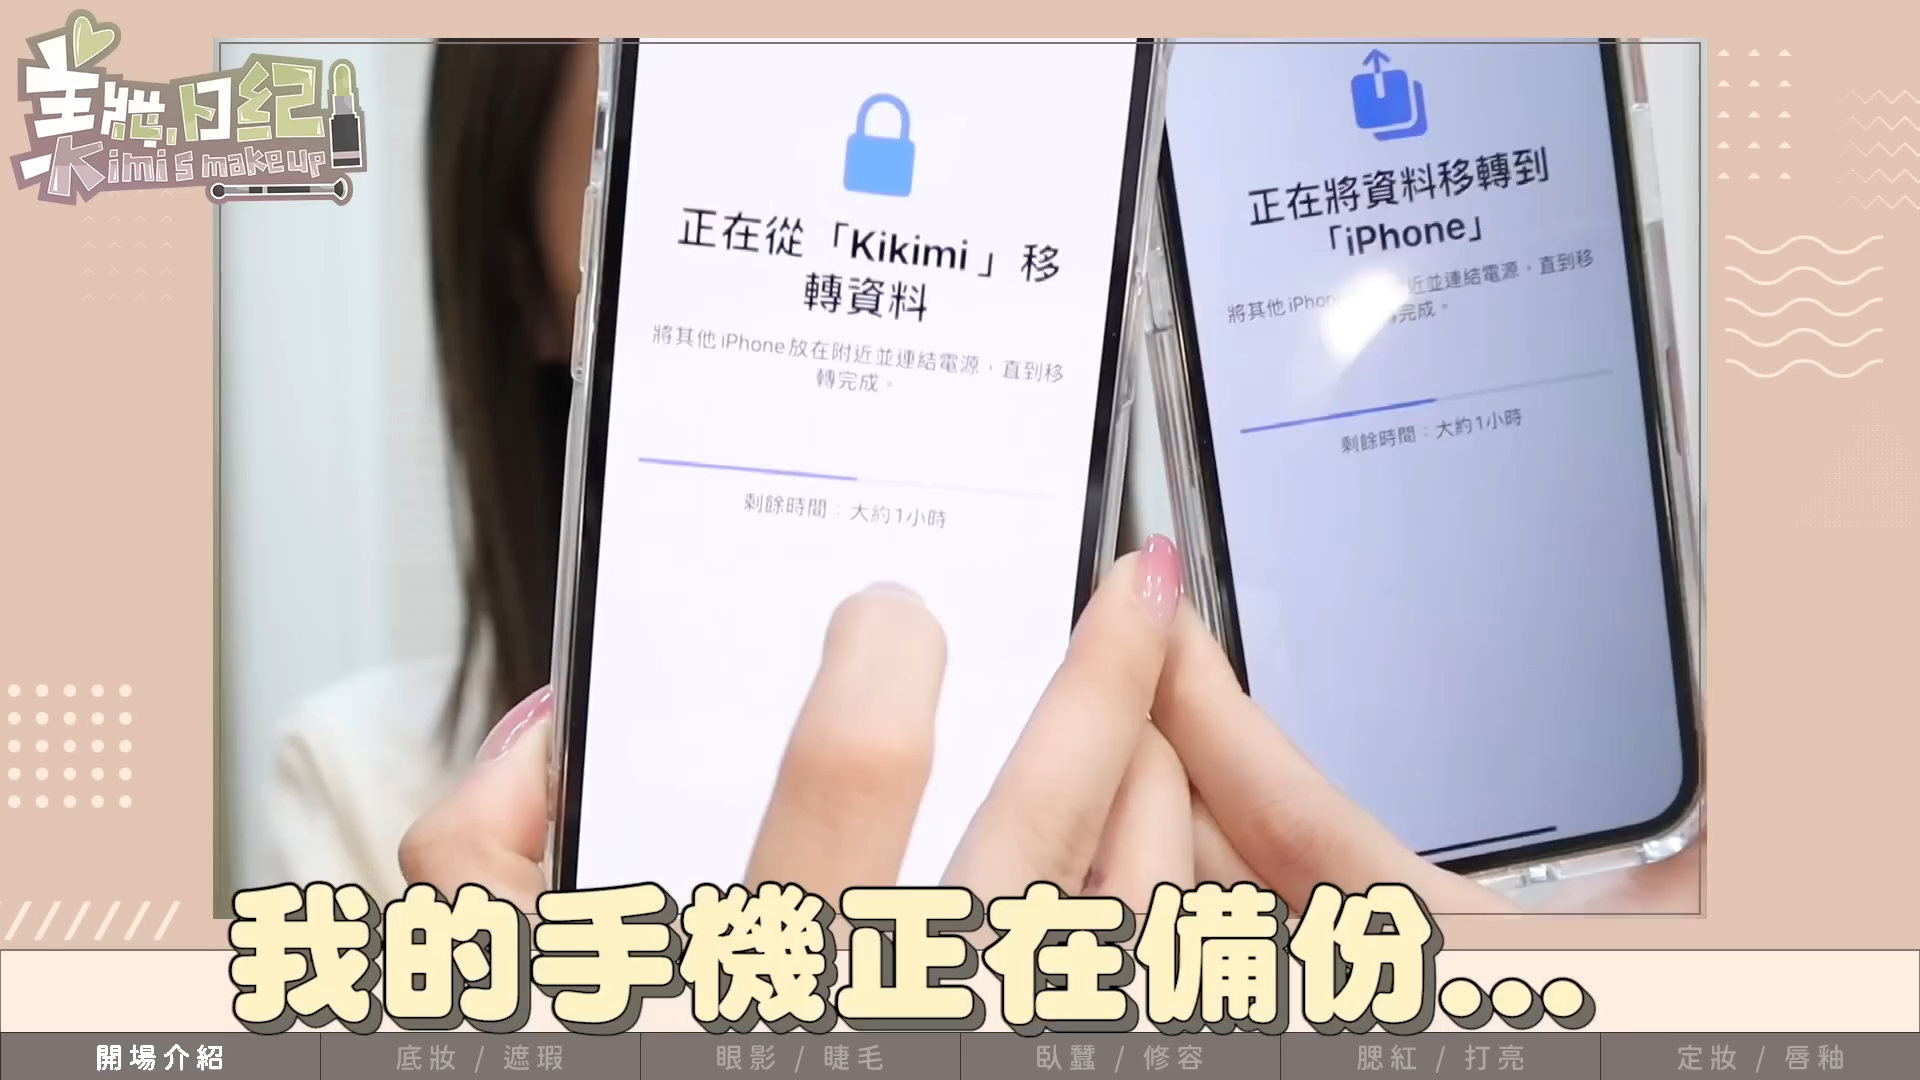 主妝日紀
Kimi's makeup
正在從「Kikimi」移
轉資料
將其他 iPhone 放在附近並連結電源，直到移
轉完成。
剩餘時間：大約1小時
正在將資料移轉到
「iPhone」
將其他 iPhone 近並連結電源，直到移
完成。
剩餘時間：大約1小時
我的手機正在備份...
開場介紹
底妝 / 遮瑕
眼影 / 睫毛
臥蠶 / 修容
腮紅 / 打亮
定妝 / 唇釉